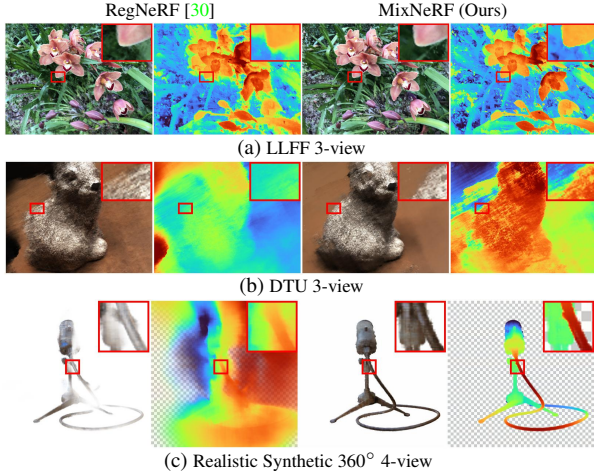 RegNeRF [30]
MixNeRF (Ours)
(a) LLFF 3-view
(b) DTU 3-view
(c) Realistic Synthetic 360° 4-view